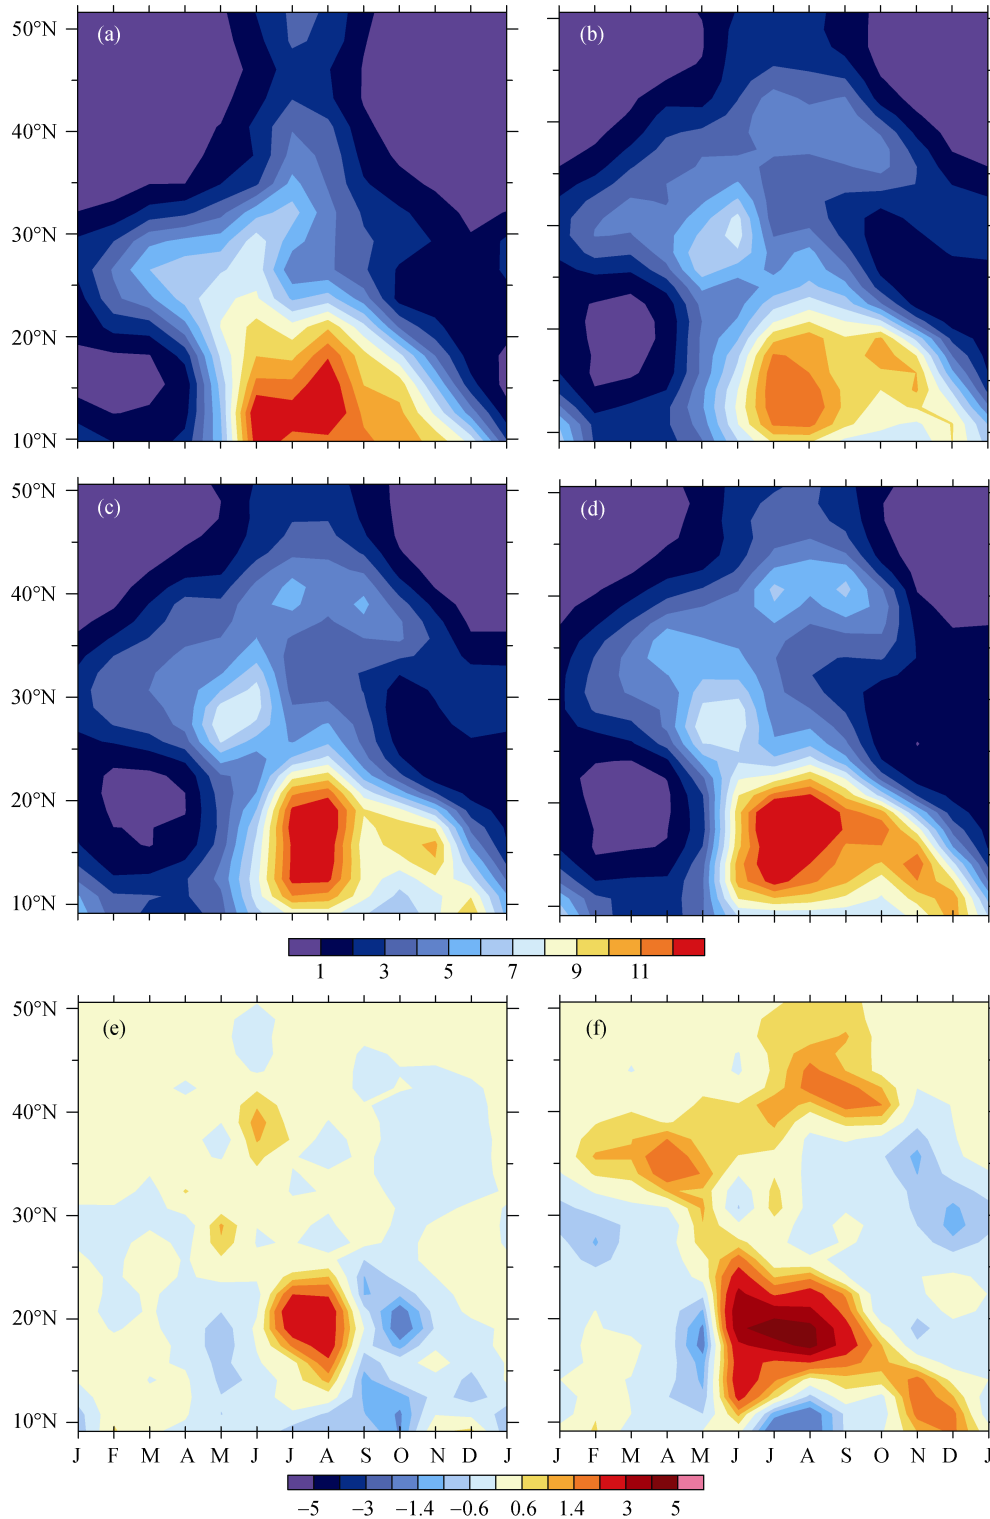 (a) (b)
50°N
40°N
30°N
20°N
10°N
(c) (d)
50°N
40°N
30°N
20°N
10°N
1 3 5 7 9 11
(e) (f)
50°N
40°N
30°N
20°N
10°N
J F M A M J J A S O N D J F M A M J J A S O N D J
−5 −3 −1.4 −0.6 0.6 1.4 3 5